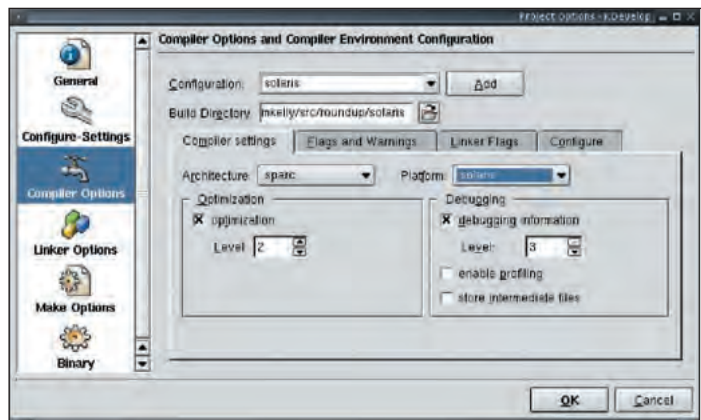 Project Options - KDevelop
Compiler Options and Compiler Environment Configuration
General
Configure-Settings
Compiler Options
Linker Options
Make Options
Binary
Configuration: solaris Add
Build Directory mkelly/src/roundup/solaris
Compiler settings Flags and Warnings Linker Flags Configure
Architecture: sparc Platform: solaris
Optimization
optimization
Level 2
Debugging
debugging information
Level: 3
enable profiling
store intermediate files
OK Cancel